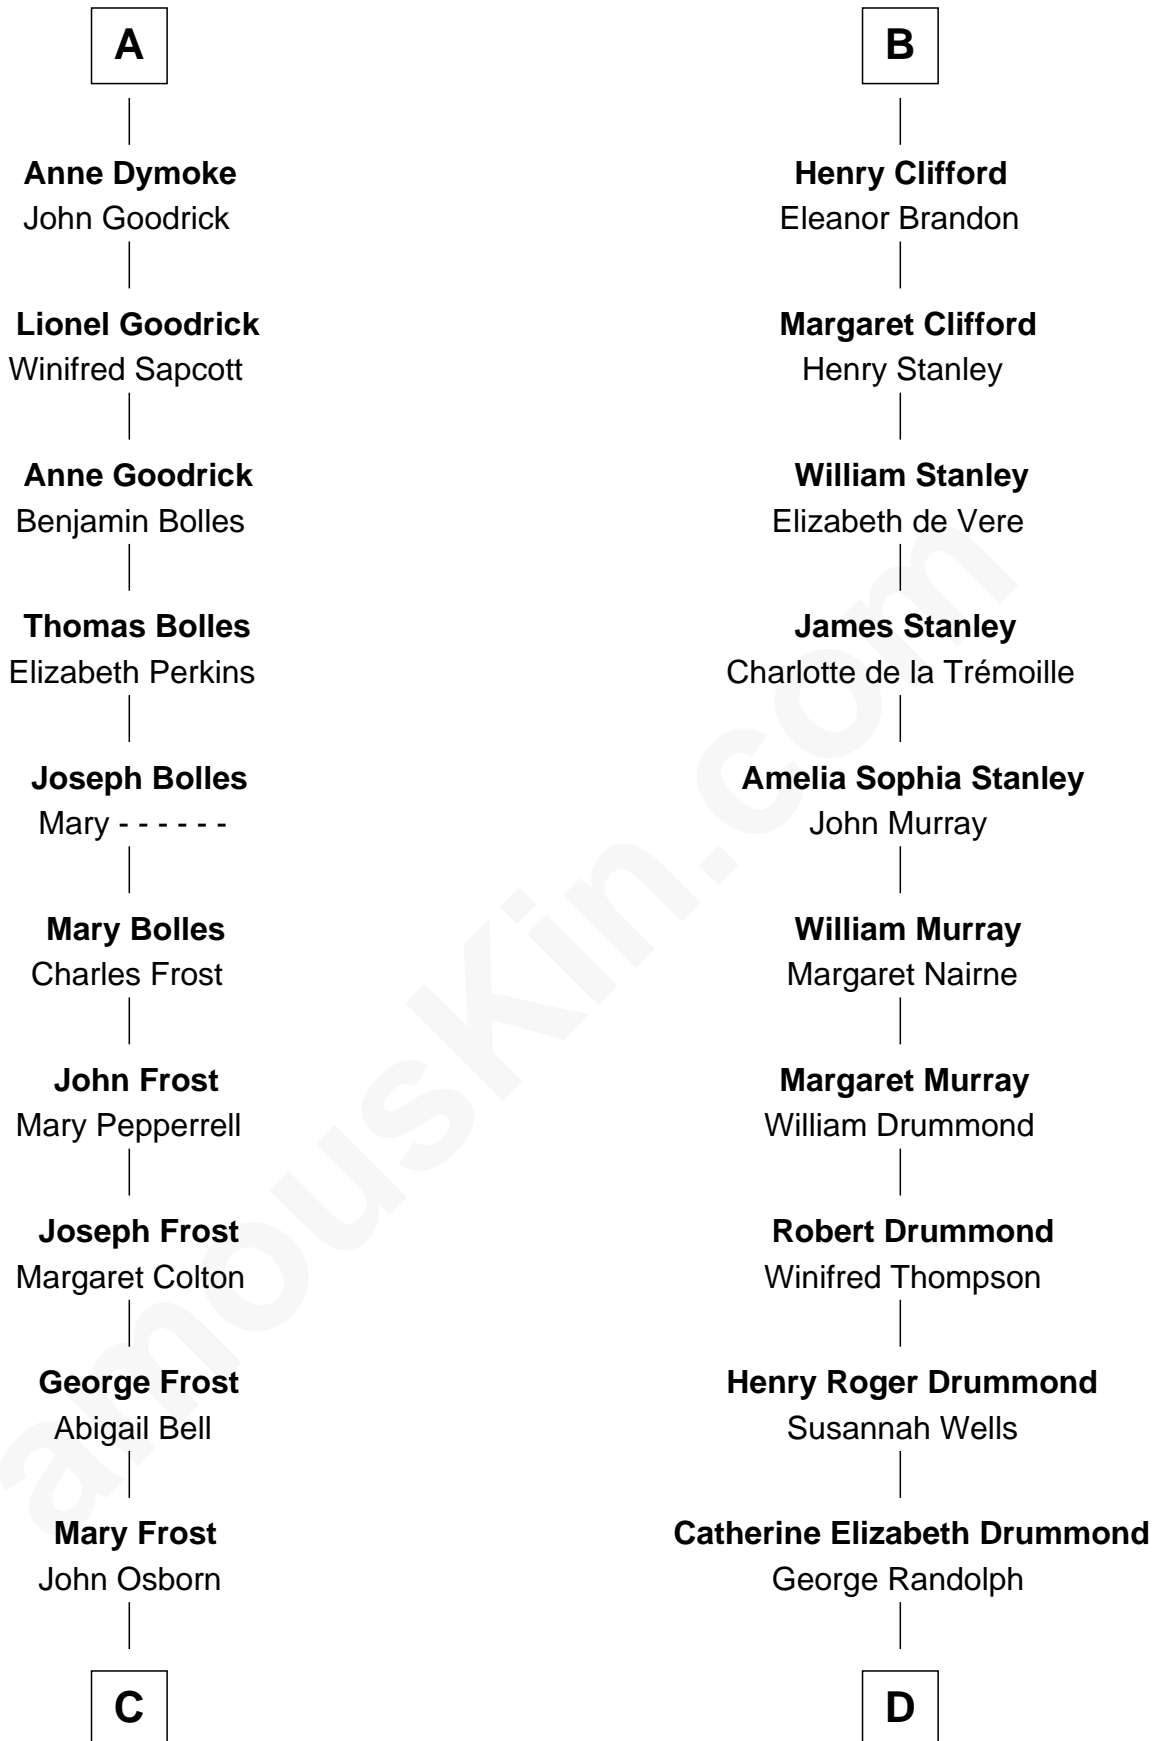 A
Anne Dymoke
John Goodrick
Lionel Goodrick
Winifred Sapcott
Anne Goodrick
Benjamin Bolles
Thomas Bolles
Elizabeth Perkins
Joseph Bolles
Mary - - - - - -
Mary Bolles
Charles Frost
John Frost
Mary Pepperrell
Joseph Frost
Margaret Colton
George Frost
Abigail Bell
Mary Frost
John Osborn
C
B
Henry Clifford
Eleanor Brandon
Margaret Clifford
Henry Stanley
William Stanley
Elizabeth de Vere
James Stanley
Charlotte de la Trémoille
Amelia Sophia Stanley
John Murray
William Murray
Margaret Nairne
Margaret Murray
William Drummond
Robert Drummond
Winifred Thompson
Henry Roger Drummond
Susannah Wells
Catherine Elizabeth Drummond
George Randolph
D
amousKin.com